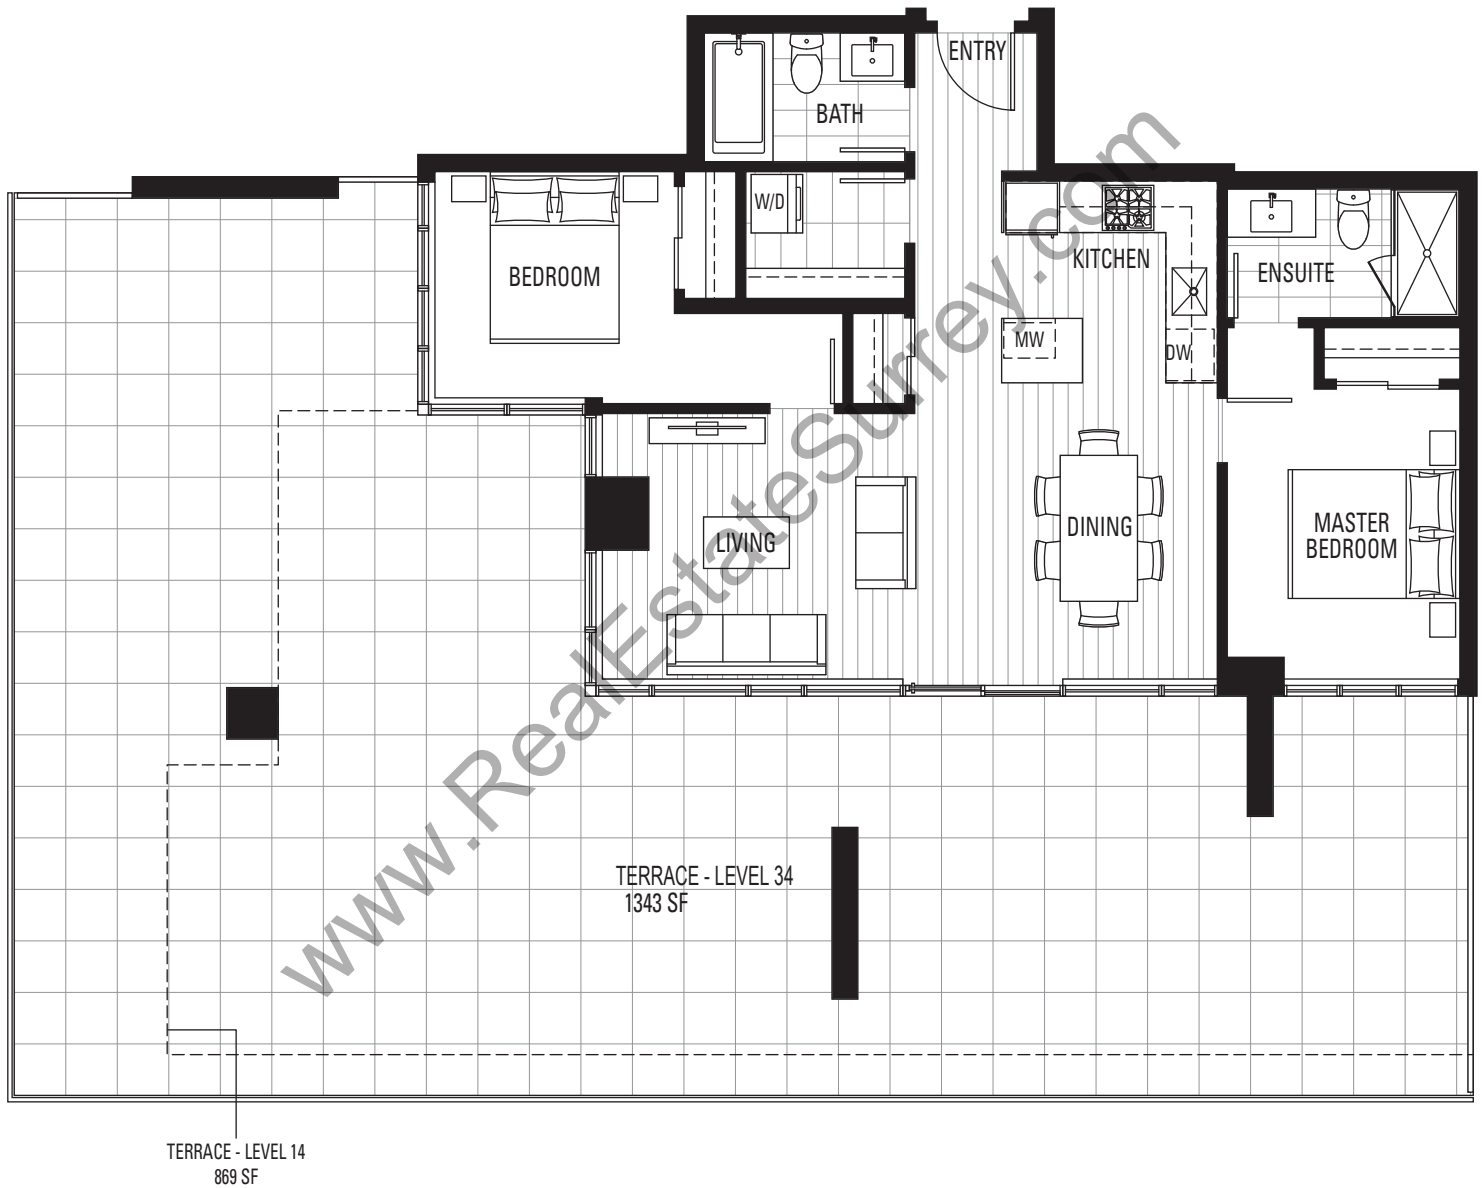 ENTRY
BATH
W/D
BEDROOM
KITCHEN
ENSUITE
MW
DW
LIVING
DINING
MASTER
BEDROOM
www.RealEstateSurrey.com
TERRACE - LEVEL 34
1343 SF
TERRACE - LEVEL 14
869 SF